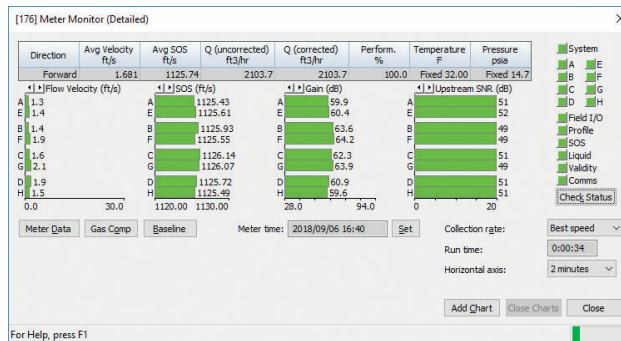 [176] Meter Monitor (Detailed)
Direction Avg Velocity ft/s Avg SOS ft/s Q (uncorrected) ft3/hr Q (corrected) ft3/hr Perform. % Temperature F Pressure psia
Forward 1.681 1125.74 2103.7 2103.7 100.0 Fixed 32.00 Fixed 14.7
Flow Velocity (ft/s) SOS (ft/s) Gain (dB) Upstream SNR (dB)
A 1.3 A 1125.43 A 59.9 A 51
E 1.4 E 1125.61 E 60.4 E 52
B 1.4 B 1125.93 B 63.6 B 49
F 1.9 F 1125.55 F 64.2 F 49
C 1.6 C 1126.14 C 62.3 C 51
G 2.1 G 1126.07 G 63.9 G 49
D 1.9 D 1125.72 D 60.9 D 51
H 1.5 H 1125.49 H 59.6 H 51
0.0 30.0 1120.00 1130.00 28.0 94.0 0 20
System
A E
B F
C G
D H
Field I/O
Profile
SOS
Liquid
Validity
Comms
Check Status
Meter Data Gas Comp Baseline Meter time: 2018/09/06 16:40 Set Collection rate: Best speed
Run time: 0:00:34
Horizontal axis: 2 minutes
Add Chart Close Charts Close
For Help, press F1